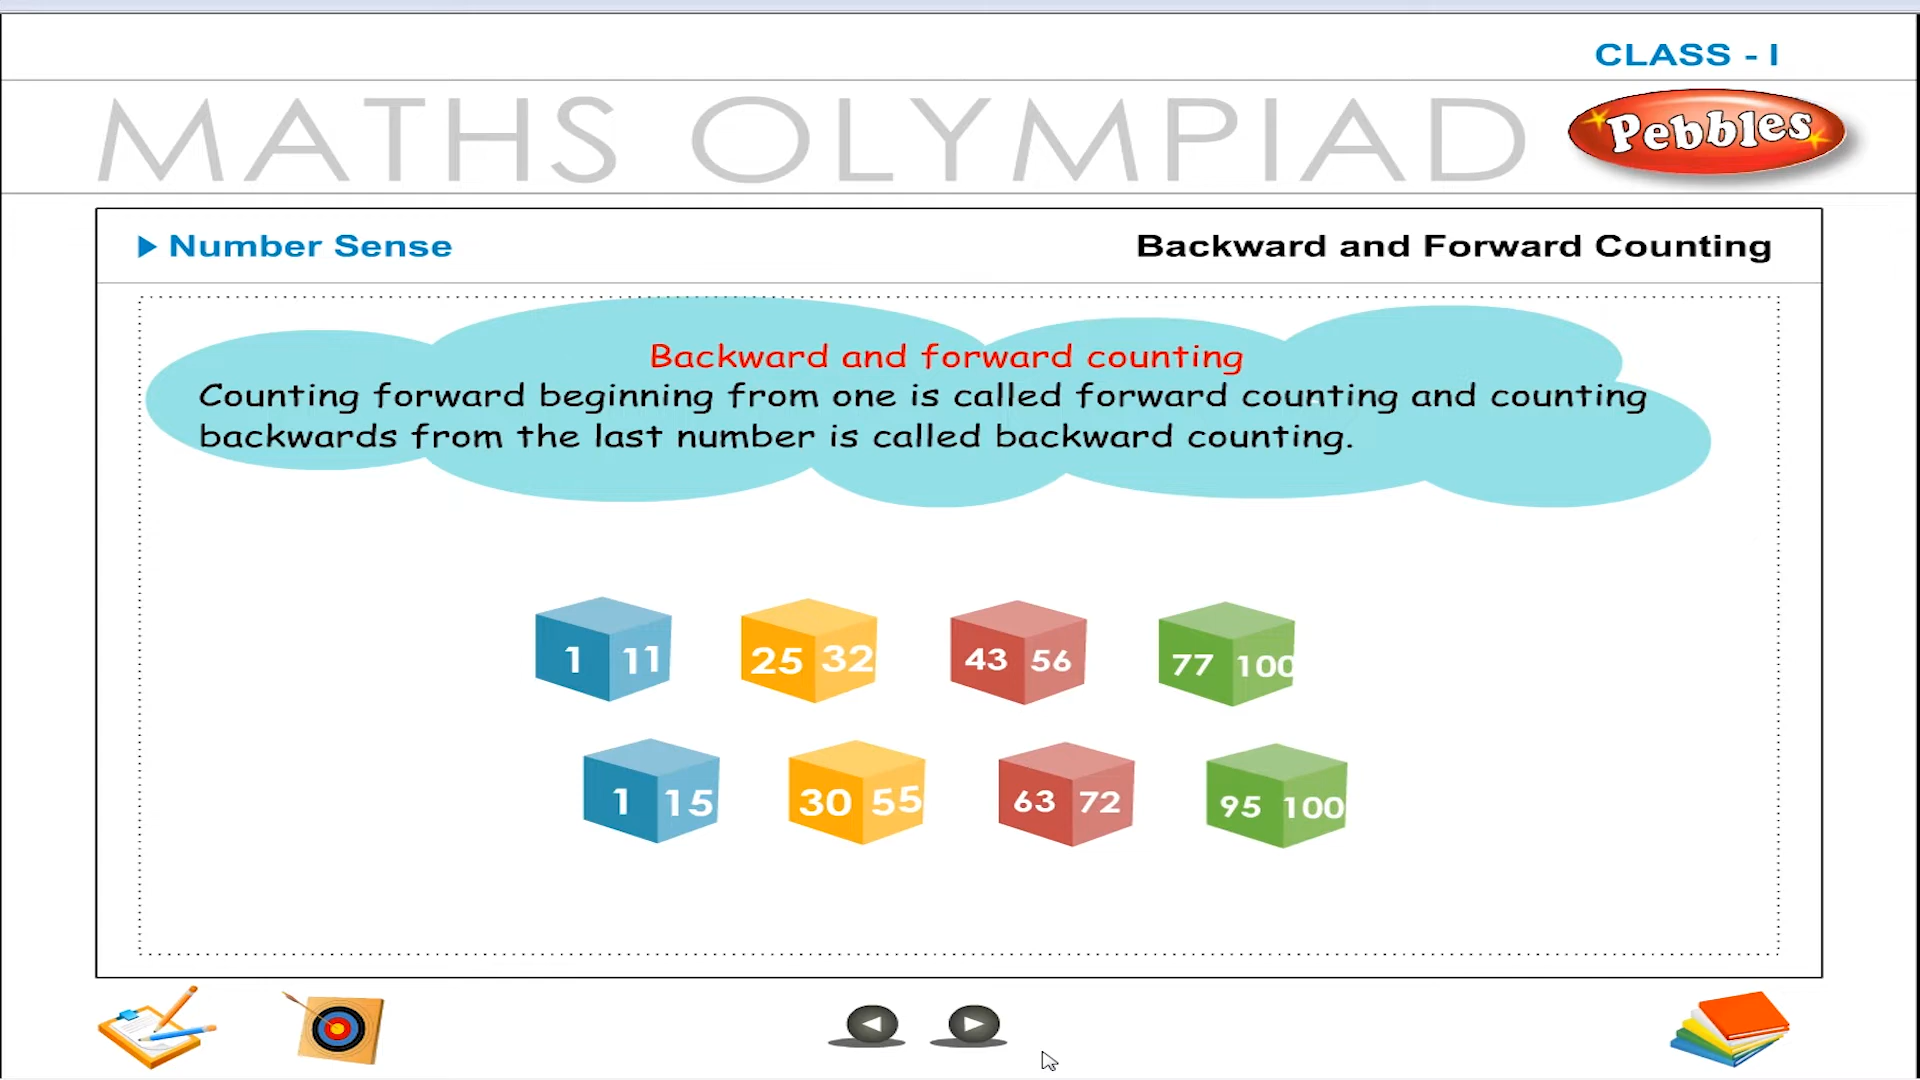 CLASS - I
MATHS OLYMPIAD
Pebbles
Number Sense
Backward and Forward Counting
Backward and forward counting
Counting forward beginning from one is called forward counting and counting
backwards from the last number is called backward counting.
1 11 25 32 43 56 77 100
1 15 30 55 63 72 95 100